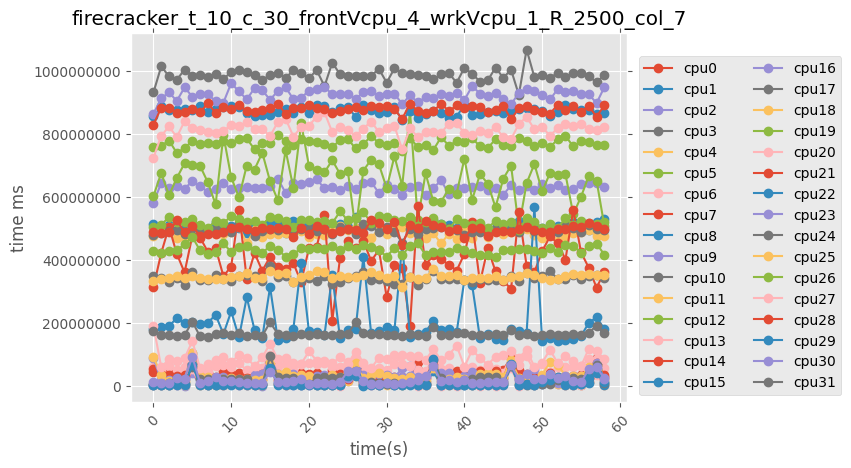 firecracker_t_10_c_30_frontVcpu_4_wrkVcpu_1_R_2500_col_7
time ms
1000000000
800000000
600000000
400000000
200000000
0
0
10
20
30
40
50
60
time(s)
cpu0
cpu1
cpu2
cpu3
cpu4
cpu5
cpu6
cpu7
cpu8
cpu9
cpu10
cpu11
cpu12
cpu13
cpu14
cpu15
cpu16
cpu17
cpu18
cpu19
cpu20
cpu21
cpu22
cpu23
cpu24
cpu25
cpu26
cpu27
cpu28
cpu29
cpu30
cpu31